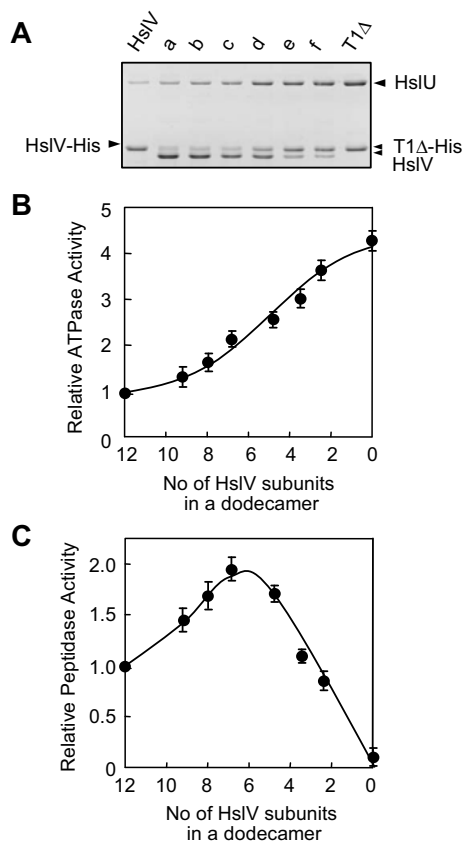 A
HslV a b c d e f T1Δ
HslU
HslV-His
T1Δ-His
HslV
B
Relative ATPase Activity
5
4
3
2
1
0
12 10 8 6 4 2 0
No of HslV subunits
in a dodecamer
C
Relative Peptidase Activity
2.0
1.5
1.0
0.5
0
12 10 8 6 4 2 0
No of HslV subunits
in a dodecamer